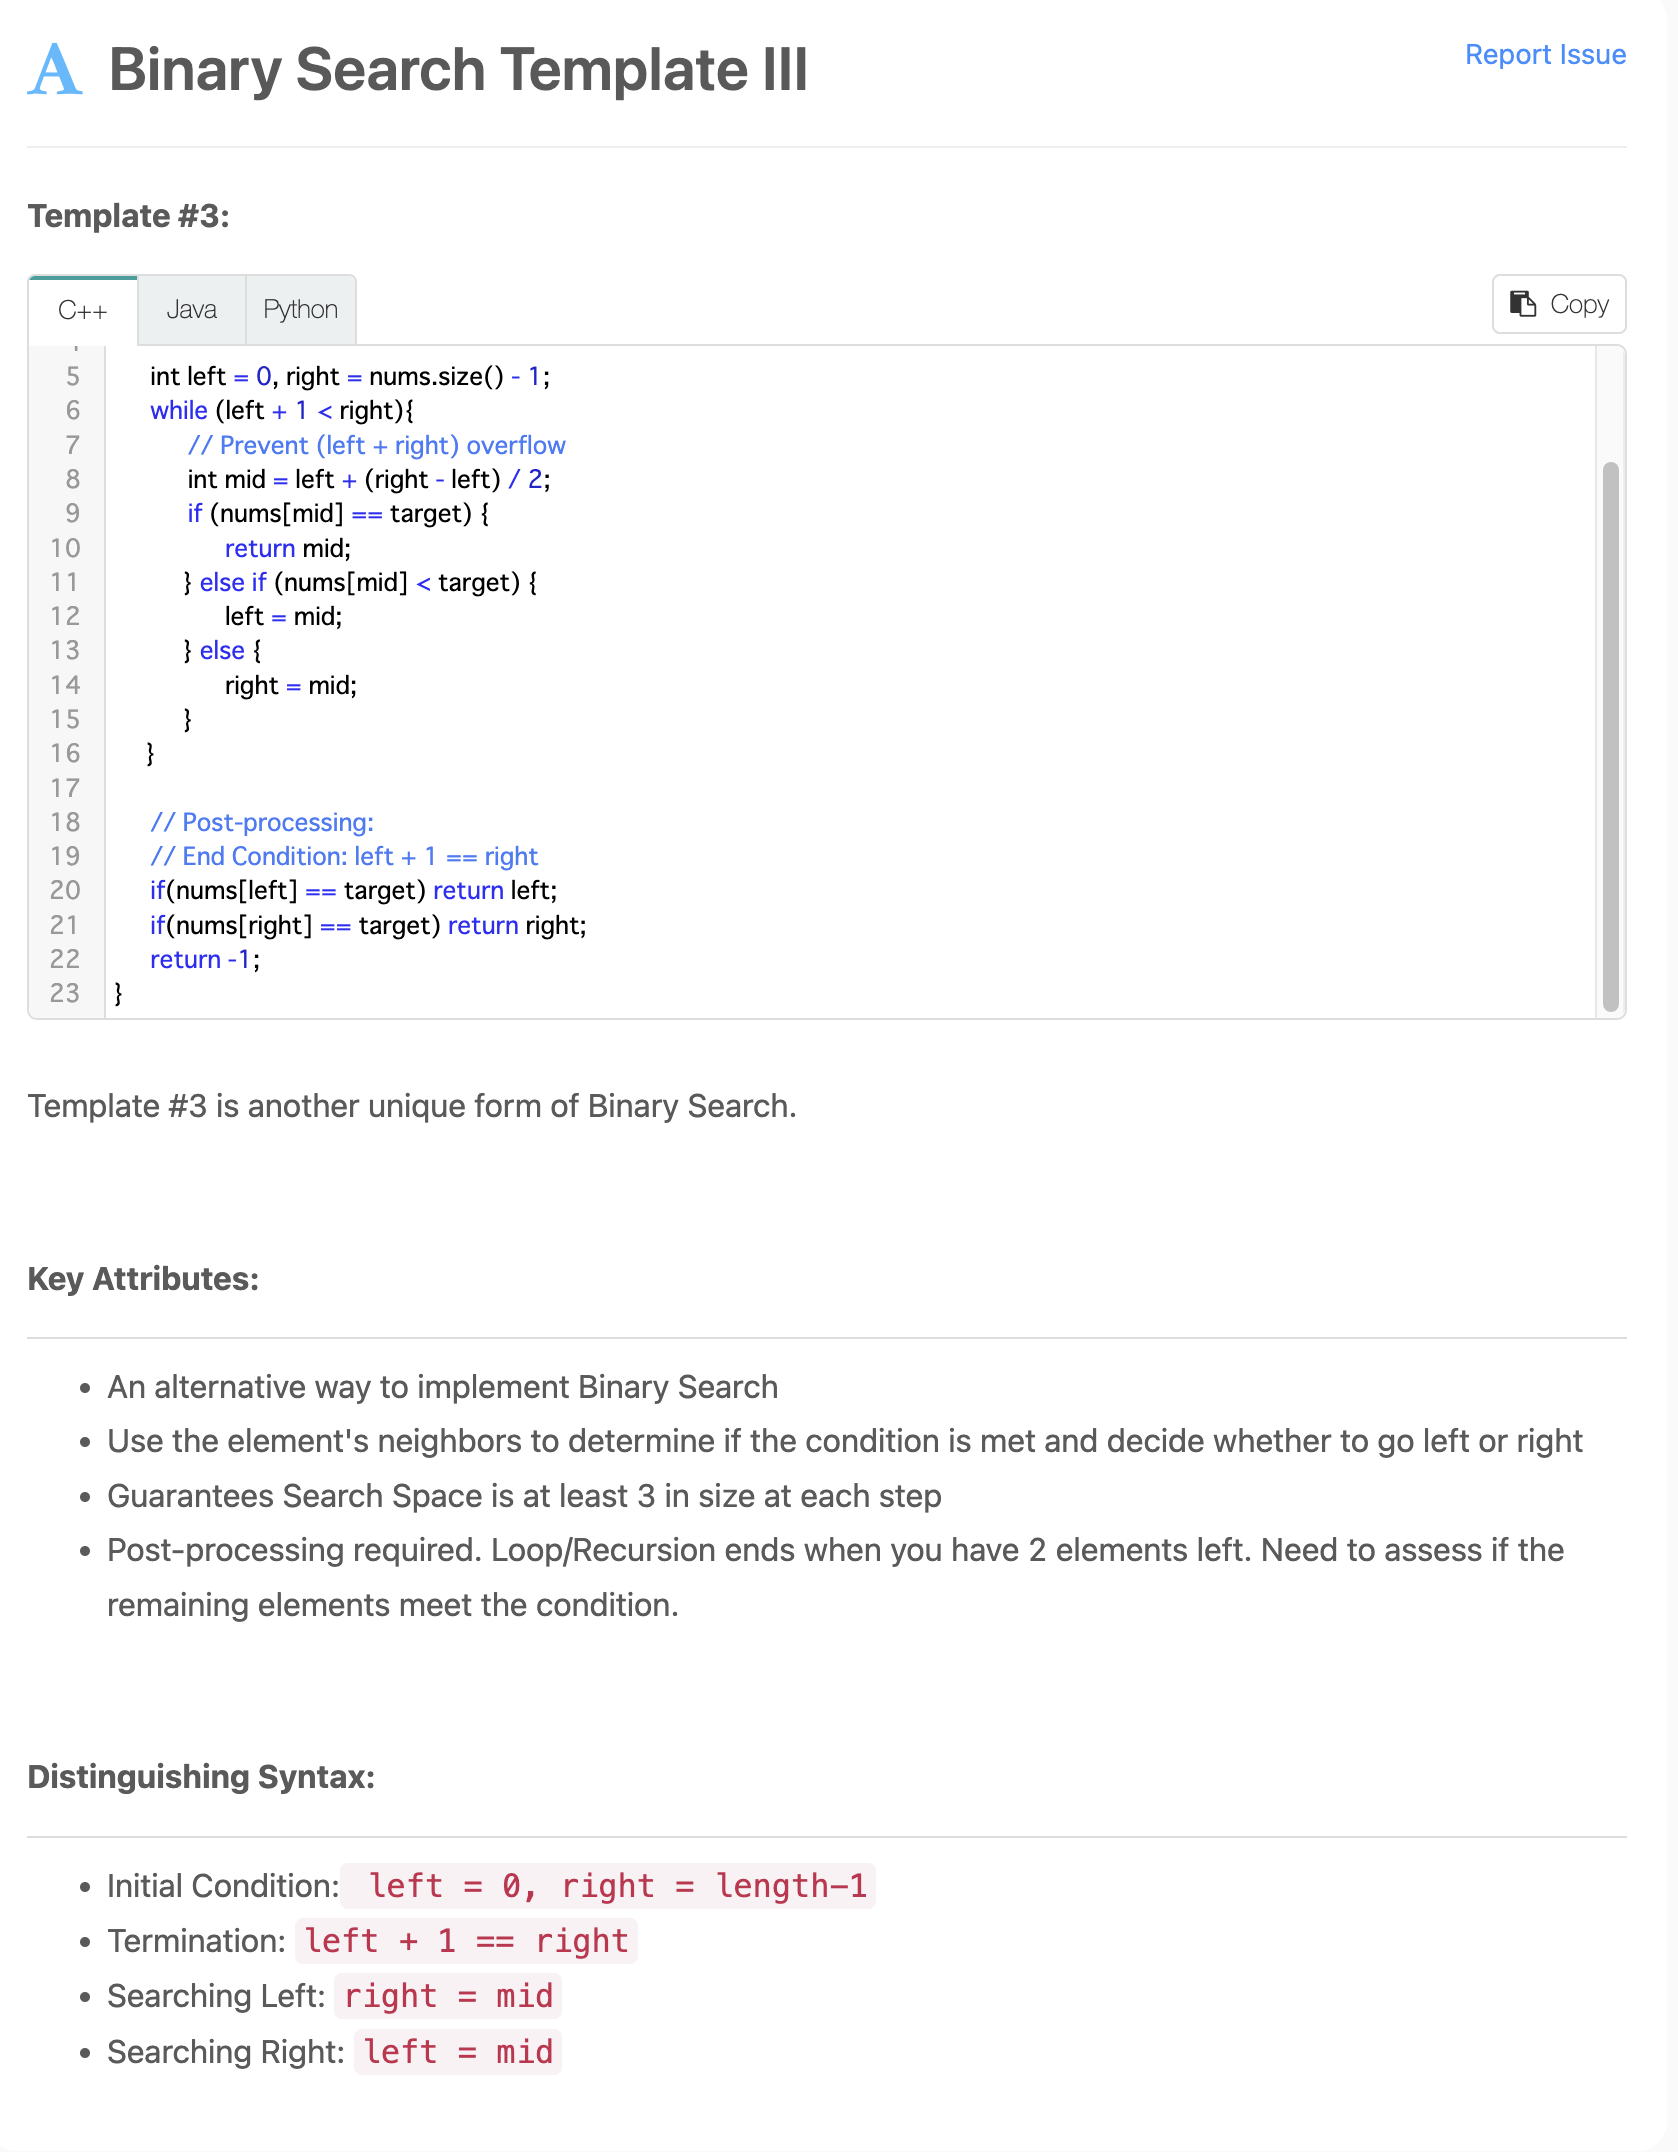 A Binary Search Template III
Report Issue
Template #3:
C++ Java Python
Copy
5 int left = 0, right = nums.size() - 1;
6 while (left + 1 < right){
7 // Prevent (left + right) overflow
8 int mid = left + (right - left) / 2;
9 if (nums[mid] == target) {
10 return mid;
11 } else if (nums[mid] < target) {
12 left = mid;
13 } else {
14 right = mid;
15 }
16 }
17
18 // Post-processing:
19 // End Condition: left + 1 == right
20 if(nums[left] == target) return left;
21 if(nums[right] == target) return right;
22 return -1;
23 }
Template #3 is another unique form of Binary Search.
Key Attributes:
• An alternative way to implement Binary Search
• Use the element's neighbors to determine if the condition is met and decide whether to go left or right
• Guarantees Search Space is at least 3 in size at each step
• Post-processing required. Loop/Recursion ends when you have 2 elements left. Need to assess if the
remaining elements meet the condition.
Distinguishing Syntax:
• Initial Condition: left = 0, right = length-1
• Termination: left + 1 == right
• Searching Left: right = mid
• Searching Right: left = mid